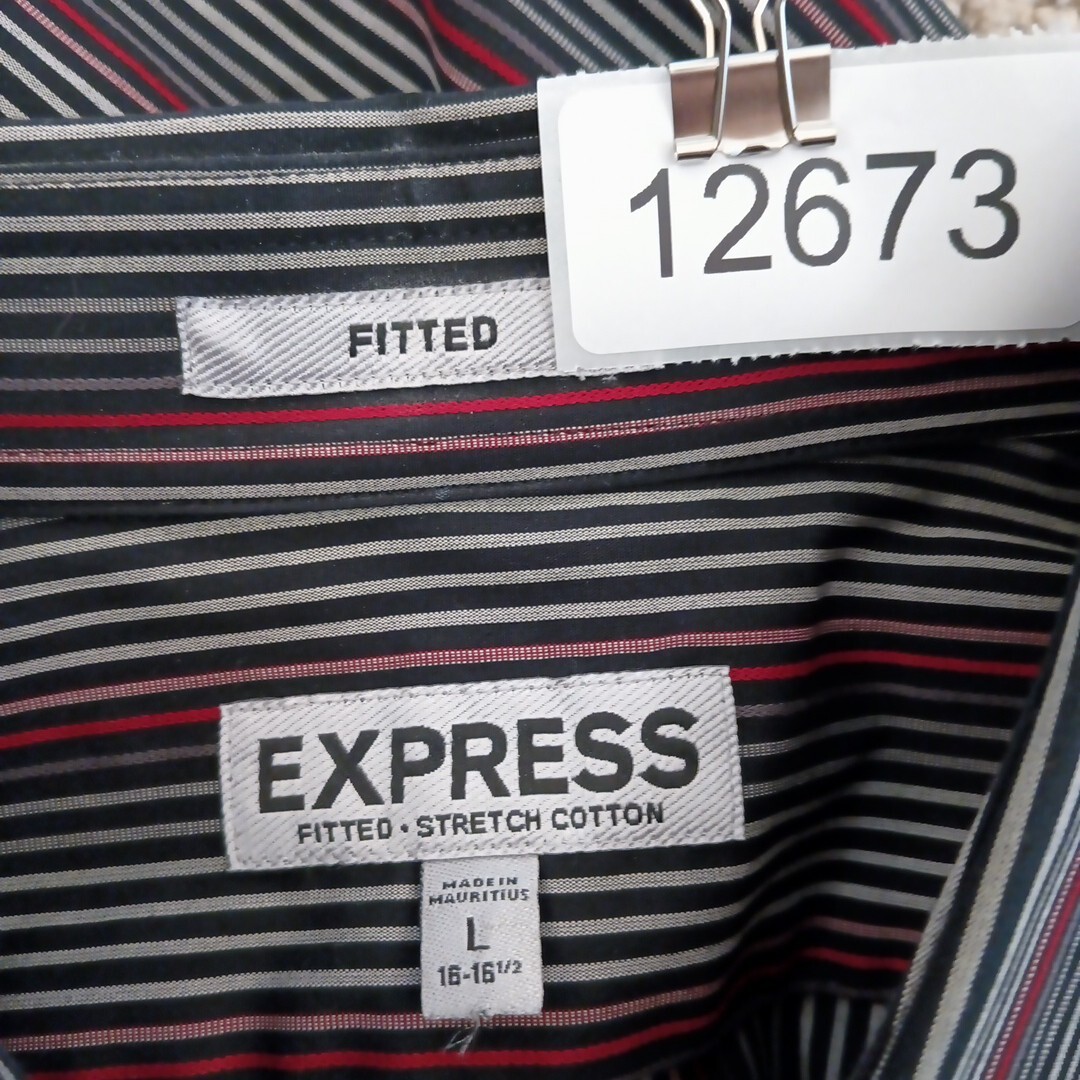 12673
FITTED
EXPRESS
FITTED • STRETCH COTTON
MADE IN
MAURITIUS
L
16-16 1/2